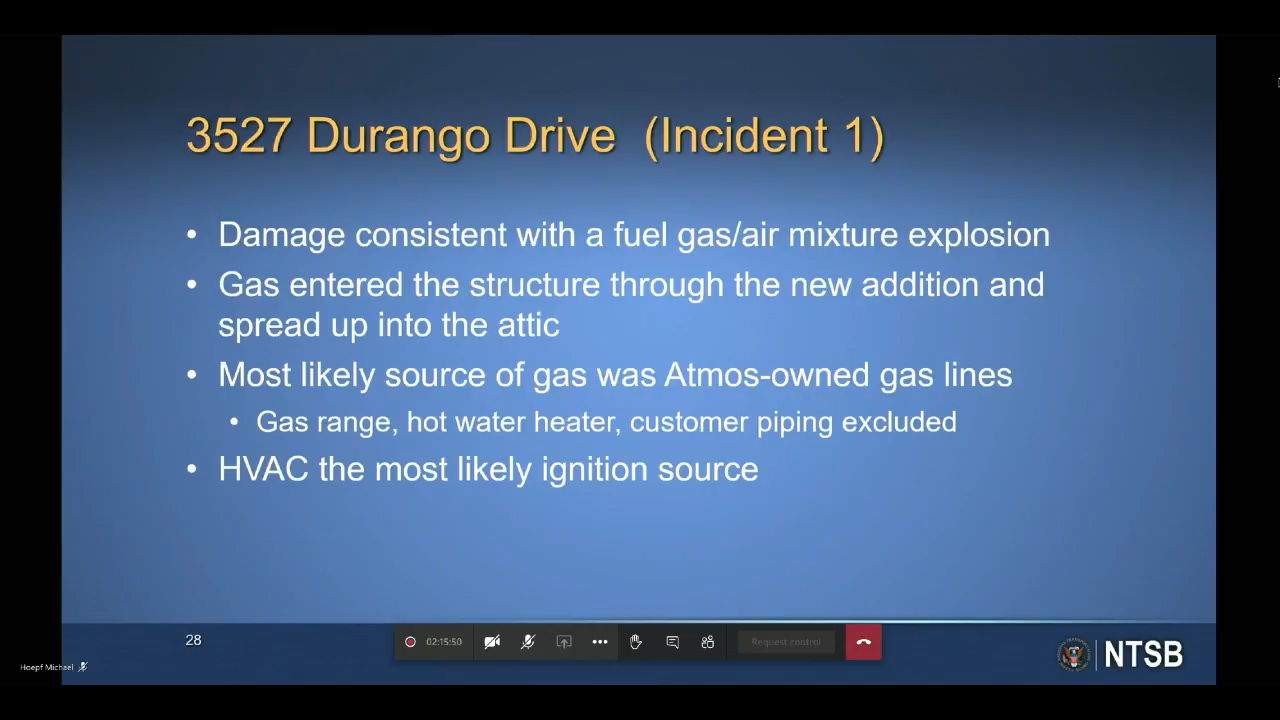 3527 Durango Drive (Incident 1)
• Damage consistent with a fuel gas/air mixture explosion
• Gas entered the structure through the new addition and
spread up into the attic
• Most likely source of gas was Atmos-owned gas lines
• Gas range, hot water heater, customer piping excluded
• HVAC the most likely ignition source
28
02:15:50
Request control
Hoepf Michael
NTSB